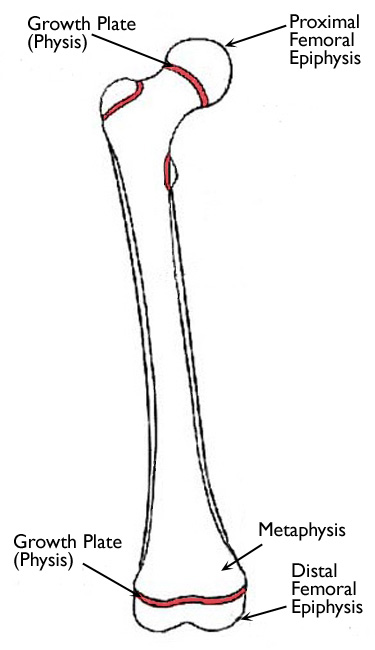 Growth Plate
(Physis)
Proximal
Femoral
Epiphysis
Metaphysis
Growth Plate
(Physis)
Distal
Femoral
Epiphysis